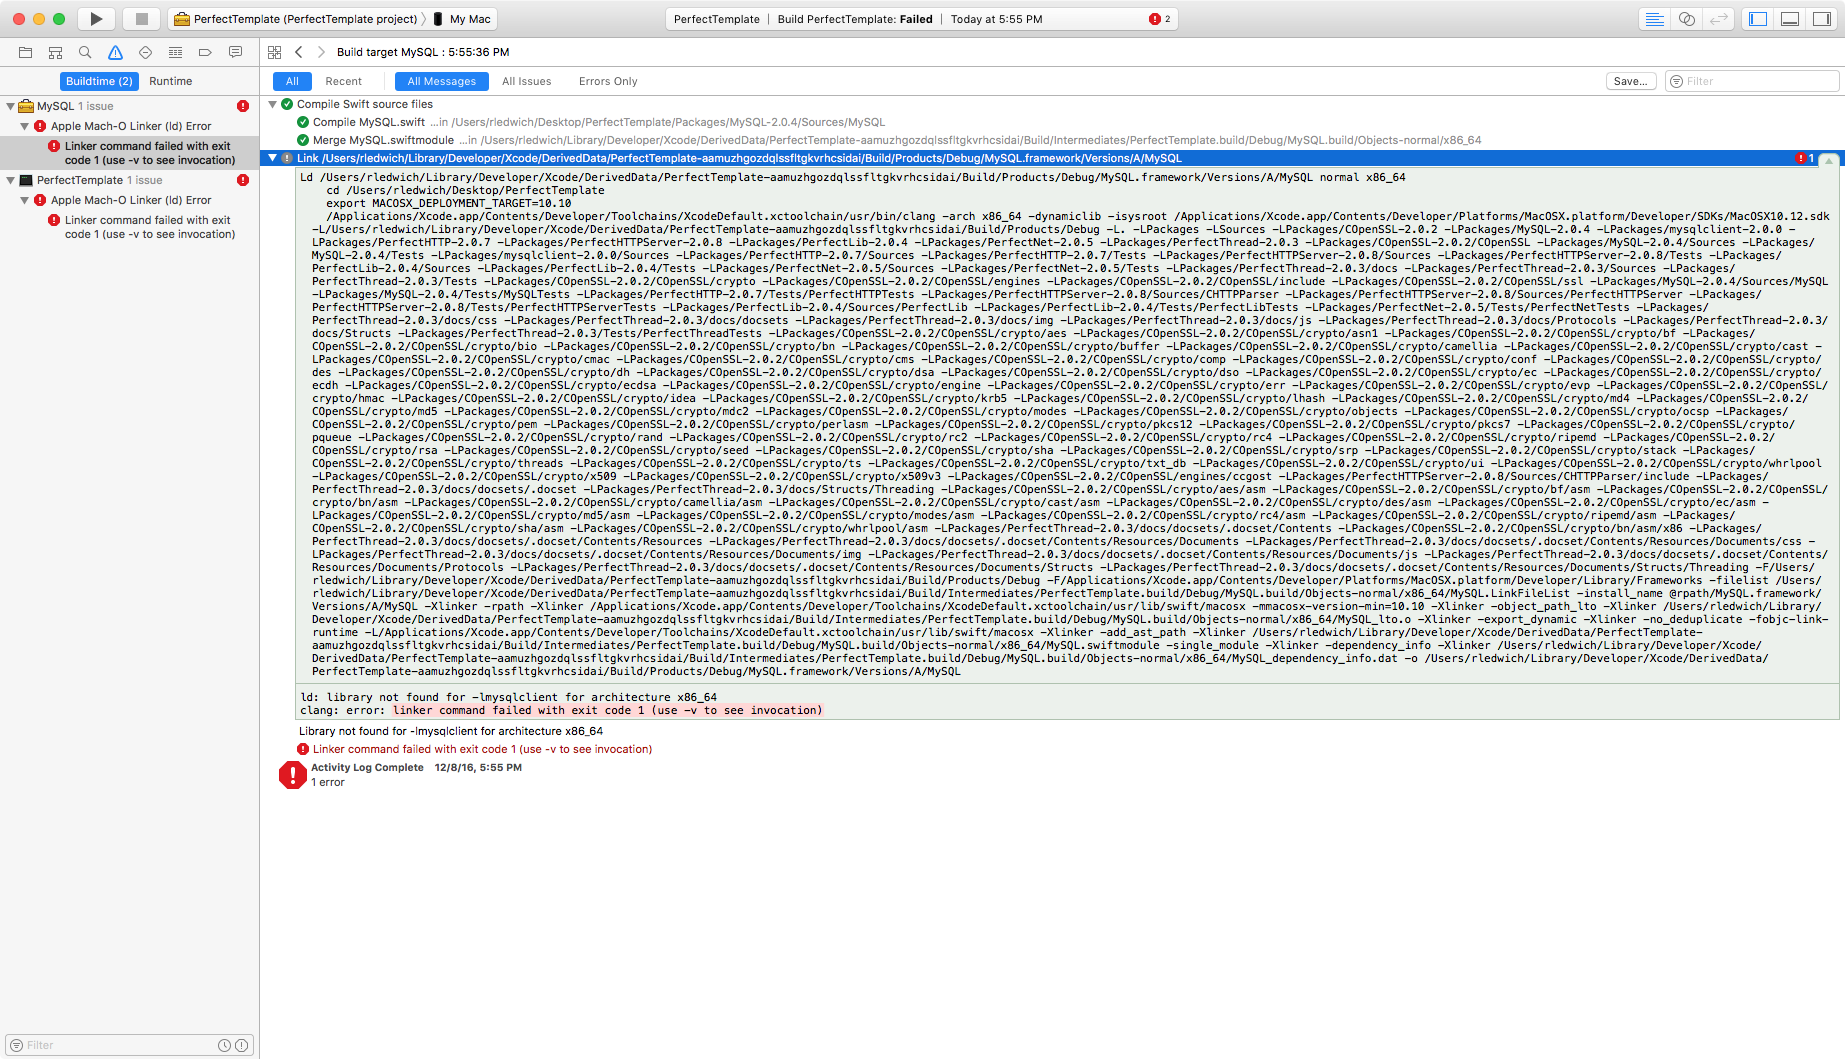 PerfectTemplate (PerfectTemplate project) My Mac
PerfectTemplate | Build PerfectTemplate: Failed | Today at 5:55 PM 2
Build target MySQL : 5:55:36 PM
Buildtime (2) Runtime
All Recent All Messages All Issues Errors Only Save... Filter
MySQL 1 issue
Apple Mach-O Linker (ld) Error
Linker command failed with exit
code 1 (use -v to see invocation)
PerfectTemplate 1 issue
Apple Mach-O Linker (ld) Error
Linker command failed with exit
code 1 (use -v to see invocation)
Filter
Compile Swift source files
Compile MySQL.swift ...in /Users/rledwich/Desktop/PerfectTemplate/Packages/MySQL-2.0.4/Sources/MySQL
Merge MySQL.swiftmodule ...in /Users/rledwich/Library/Developer/Xcode/DerivedData/PerfectTemplate-aamuzhgozdqlssfltgkvrhcsidai/Build/Intermediates/PerfectTemplate.build/Debug/MySQL.build/Objects-normal/x86_64
Link /Users/rledwich/Library/Developer/Xcode/DerivedData/PerfectTemplate-aamuzhgozdqlssfltgkvrhcsidai/Build/Products/Debug/MySQL.framework/Versions/A/MySQL 1
Ld /Users/rledwich/Library/Developer/Xcode/DerivedData/PerfectTemplate-aamuzhgozdqlssfltgkvrhcsidai/Build/Products/Debug/MySQL.framework/Versions/A/MySQL normal x86_64
cd /Users/rledwich/Desktop/PerfectTemplate
export MACOSX_DEPLOYMENT_TARGET=10.10
/Applications/Xcode.app/Contents/Developer/Toolchains/XcodeDefault.xctoolchain/usr/bin/clang -arch x86_64 -dynamiclib -isysroot /Applications/Xcode.app/Contents/Developer/Platforms/MacOSX.platform/Developer/SDKs/MacOSX10.12.sdk
-L/Users/rledwich/Library/Developer/Xcode/DerivedData/PerfectTemplate-aamuzhgozdqlssfltgkvrhcsidai/Build/Products/Debug -L. -LPackages -LSources -LPackages/COpenSSL-2.0.2 -LPackages/MySQL-2.0.4 -LPackages/mysqlclient-2.0.0 -
LPackages/PerfectHTTP-2.0.7 -LPackages/PerfectHTTPServer-2.0.8 -LPackages/PerfectLib-2.0.4 -LPackages/PerfectNet-2.0.5 -LPackages/PerfectThread-2.0.3 -LPackages/COpenSSL-2.0.2/COpenSSL -LPackages/MySQL-2.0.4/Sources -LPackages/
MySQL-2.0.4/Tests -LPackages/mysqlclient-2.0.0/Sources -LPackages/PerfectHTTP-2.0.7/Sources -LPackages/PerfectHTTP-2.0.7/Tests -LPackages/PerfectHTTPServer-2.0.8/Sources -LPackages/PerfectHTTPServer-2.0.8/Tests -LPackages/
PerfectLib-2.0.4/Sources -LPackages/PerfectLib-2.0.4/Tests -LPackages/PerfectNet-2.0.5/Sources -LPackages/PerfectNet-2.0.5/Tests -LPackages/PerfectThread-2.0.3/docs -LPackages/PerfectThread-2.0.3/Sources -LPackages/
PerfectThread-2.0.3/Tests -LPackages/COpenSSL-2.0.2/COpenSSL/crypto -LPackages/COpenSSL-2.0.2/COpenSSL/engines -LPackages/COpenSSL-2.0.2/COpenSSL/include -LPackages/COpenSSL-2.0.2/COpenSSL/ssl -LPackages/MySQL-2.0.4/Sources/MySQL
-LPackages/MySQL-2.0.4/Tests/MySQLTests -LPackages/PerfectHTTP-2.0.7/Tests/PerfectHTTPTests -LPackages/PerfectHTTPServer-2.0.8/Sources/CHTTPParser -LPackages/PerfectHTTPServer-2.0.8/Sources/PerfectHTTPServer -LPackages/
PerfectHTTPServer-2.0.8/Tests/PerfectHTTPServerTests -LPackages/PerfectLib-2.0.4/Sources/PerfectLib -LPackages/PerfectLib-2.0.4/Tests/PerfectLibTests -LPackages/PerfectNet-2.0.5/Tests/PerfectNetTests -LPackages/
PerfectThread-2.0.3/docs/css -LPackages/PerfectThread-2.0.3/docs/docsets -LPackages/PerfectThread-2.0.3/docs/img -LPackages/PerfectThread-2.0.3/docs/js -LPackages/PerfectThread-2.0.3/docs/Protocols -LPackages/PerfectThread-2.0.3/
docs/Structs -LPackages/PerfectThread-2.0.3/Tests/PerfectThreadTests -LPackages/COpenSSL-2.0.2/COpenSSL/crypto/aes -LPackages/COpenSSL-2.0.2/COpenSSL/crypto/asn1 -LPackages/COpenSSL-2.0.2/COpenSSL/crypto/bf -LPackages/
COpenSSL-2.0.2/COpenSSL/crypto/bio -LPackages/COpenSSL-2.0.2/COpenSSL/crypto/bn -LPackages/COpenSSL-2.0.2/COpenSSL/crypto/buffer -LPackages/COpenSSL-2.0.2/COpenSSL/crypto/camellia -LPackages/COpenSSL-2.0.2/COpenSSL/crypto/cast -
LPackages/COpenSSL-2.0.2/COpenSSL/crypto/cmac -LPackages/COpenSSL-2.0.2/COpenSSL/crypto/cms -LPackages/COpenSSL-2.0.2/COpenSSL/crypto/comp -LPackages/COpenSSL-2.0.2/COpenSSL/crypto/conf -LPackages/COpenSSL-2.0.2/COpenSSL/crypto/
des -LPackages/COpenSSL-2.0.2/COpenSSL/crypto/dh -LPackages/COpenSSL-2.0.2/COpenSSL/crypto/dsa -LPackages/COpenSSL-2.0.2/COpenSSL/crypto/dso -LPackages/COpenSSL-2.0.2/COpenSSL/crypto/ec -LPackages/COpenSSL-2.0.2/COpenSSL/crypto/
ecdh -LPackages/COpenSSL-2.0.2/COpenSSL/crypto/ecdsa -LPackages/COpenSSL-2.0.2/COpenSSL/crypto/engine -LPackages/COpenSSL-2.0.2/COpenSSL/crypto/err -LPackages/COpenSSL-2.0.2/COpenSSL/crypto/evp -LPackages/COpenSSL-2.0.2/COpenSSL/
crypto/hmac -LPackages/COpenSSL-2.0.2/COpenSSL/crypto/idea -LPackages/COpenSSL-2.0.2/COpenSSL/crypto/krb5 -LPackages/COpenSSL-2.0.2/COpenSSL/crypto/lhash -LPackages/COpenSSL-2.0.2/COpenSSL/crypto/md4 -LPackages/COpenSSL-2.0.2/
COpenSSL/crypto/md5 -LPackages/COpenSSL-2.0.2/COpenSSL/crypto/mdc2 -LPackages/COpenSSL-2.0.2/COpenSSL/crypto/modes -LPackages/COpenSSL-2.0.2/COpenSSL/crypto/objects -LPackages/COpenSSL-2.0.2/COpenSSL/crypto/ocsp -LPackages/
COpenSSL-2.0.2/COpenSSL/crypto/pem -LPackages/COpenSSL-2.0.2/COpenSSL/crypto/perlasm -LPackages/COpenSSL-2.0.2/COpenSSL/crypto/pkcs12 -LPackages/COpenSSL-2.0.2/COpenSSL/crypto/pkcs7 -LPackages/COpenSSL-2.0.2/COpenSSL/crypto/
pqueue -LPackages/COpenSSL-2.0.2/COpenSSL/crypto/rand -LPackages/COpenSSL-2.0.2/COpenSSL/crypto/rc2 -LPackages/COpenSSL-2.0.2/COpenSSL/crypto/rc4 -LPackages/COpenSSL-2.0.2/COpenSSL/crypto/ripemd -LPackages/COpenSSL-2.0.2/
COpenSSL/crypto/rsa -LPackages/COpenSSL-2.0.2/COpenSSL/crypto/seed -LPackages/COpenSSL-2.0.2/COpenSSL/crypto/sha -LPackages/COpenSSL-2.0.2/COpenSSL/crypto/srp -LPackages/COpenSSL-2.0.2/COpenSSL/crypto/stack -LPackages/
COpenSSL-2.0.2/COpenSSL/crypto/threads -LPackages/COpenSSL-2.0.2/COpenSSL/crypto/ts -LPackages/COpenSSL-2.0.2/COpenSSL/crypto/txt_db -LPackages/COpenSSL-2.0.2/COpenSSL/crypto/ui -LPackages/COpenSSL-2.0.2/COpenSSL/crypto/whrlpool
-LPackages/COpenSSL-2.0.2/COpenSSL/crypto/x509 -LPackages/COpenSSL-2.0.2/COpenSSL/crypto/x509v3 -LPackages/COpenSSL-2.0.2/COpenSSL/engines/ccgost -LPackages/PerfectHTTPServer-2.0.8/Sources/CHTTPParser/include -LPackages/
PerfectThread-2.0.3/docs/docsets/.docset -LPackages/PerfectThread-2.0.3/docs/Structs/Threading -LPackages/COpenSSL-2.0.2/COpenSSL/crypto/aes/asm -LPackages/COpenSSL-2.0.2/COpenSSL/crypto/bf/asm -LPackages/COpenSSL-2.0.2/COpenSSL/
crypto/bn/asm -LPackages/COpenSSL-2.0.2/COpenSSL/crypto/camellia/asm -LPackages/COpenSSL-2.0.2/COpenSSL/crypto/cast/asm -LPackages/COpenSSL-2.0.2/COpenSSL/crypto/des/asm -LPackages/COpenSSL-2.0.2/COpenSSL/crypto/ec/asm -
LPackages/COpenSSL-2.0.2/COpenSSL/crypto/md5/asm -LPackages/COpenSSL-2.0.2/COpenSSL/crypto/modes/asm -LPackages/COpenSSL-2.0.2/COpenSSL/crypto/rc4/asm -LPackages/COpenSSL-2.0.2/COpenSSL/crypto/ripemd/asm -LPackages/
COpenSSL-2.0.2/COpenSSL/crypto/sha/asm -LPackages/COpenSSL-2.0.2/COpenSSL/crypto/whrlpool/asm -LPackages/PerfectThread-2.0.3/docs/docsets/.docset/Contents -LPackages/COpenSSL-2.0.2/COpenSSL/crypto/bn/asm/x86 -LPackages/
PerfectThread-2.0.3/docs/docsets/.docset/Contents/Resources -LPackages/PerfectThread-2.0.3/docs/docsets/.docset/Contents/Resources/Documents -LPackages/PerfectThread-2.0.3/docs/docsets/.docset/Contents/Resources/Documents/css -
LPackages/PerfectThread-2.0.3/docs/docsets/.docset/Contents/Resources/Documents/img -LPackages/PerfectThread-2.0.3/docs/docsets/.docset/Contents/Resources/Documents/js -LPackages/PerfectThread-2.0.3/docs/docsets/.docset/Contents/
Resources/Documents/Protocols -LPackages/PerfectThread-2.0.3/docs/docsets/.docset/Contents/Resources/Documents/Structs -LPackages/PerfectThread-2.0.3/docs/docsets/.docset/Contents/Resources/Documents/Structs/Threading -F/Users/
rledwich/Library/Developer/Xcode/DerivedData/PerfectTemplate-aamuzhgozdqlssfltgkvrhcsidai/Build/Products/Debug -F/Applications/Xcode.app/Contents/Developer/Platforms/MacOSX.platform/Developer/Library/Frameworks -filelist /Users/
rledwich/Library/Developer/Xcode/DerivedData/PerfectTemplate-aamuzhgozdqlssfltgkvrhcsidai/Build/Intermediates/PerfectTemplate.build/Debug/MySQL.build/Objects-normal/x86_64/MySQL.LinkFileList -install_name @rpath/MySQL.framework/
Versions/A/MySQL -Xlinker -rpath -Xlinker /Applications/Xcode.app/Contents/Developer/Toolchains/XcodeDefault.xctoolchain/usr/lib/swift/macosx -mmacosx-version-min=10.10 -Xlinker -object_path_lto -Xlinker /Users/rledwich/Library/
Developer/Xcode/DerivedData/PerfectTemplate-aamuzhgozdqlssfltgkvrhcsidai/Build/Intermediates/PerfectTemplate.build/Debug/MySQL.build/Objects-normal/x86_64/MySQL_lto.o -Xlinker -export_dynamic -Xlinker -no_deduplicate -fobjc-link-
runtime -L/Applications/Xcode.app/Contents/Developer/Toolchains/XcodeDefault.xctoolchain/usr/lib/swift/macosx -Xlinker -add_ast_path -Xlinker /Users/rledwich/Library/Developer/Xcode/DerivedData/PerfectTemplate-
aamuzhgozdqlssfltgkvrhcsidai/Build/Intermediates/PerfectTemplate.build/Debug/MySQL.build/Objects-normal/x86_64/MySQL.swiftmodule -single_module -Xlinker -dependency_info -Xlinker /Users/rledwich/Library/Developer/Xcode/
DerivedData/PerfectTemplate-aamuzhgozdqlssfltgkvrhcsidai/Build/Intermediates/PerfectTemplate.build/Debug/MySQL.build/Objects-normal/x86_64/MySQL_dependency_info.dat -o /Users/rledwich/Library/Developer/Xcode/DerivedData/
PerfectTemplate-aamuzhgozdqlssfltgkvrhcsidai/Build/Products/Debug/MySQL.framework/Versions/A/MySQL
ld: library not found for -lmysqlclient for architecture x86_64
clang: error: linker command failed with exit code 1 (use -v to see invocation)
Library not found for -lmysqlclient for architecture x86_64
Linker command failed with exit code 1 (use -v to see invocation)
Activity Log Complete 12/8/16, 5:55 PM
1 error